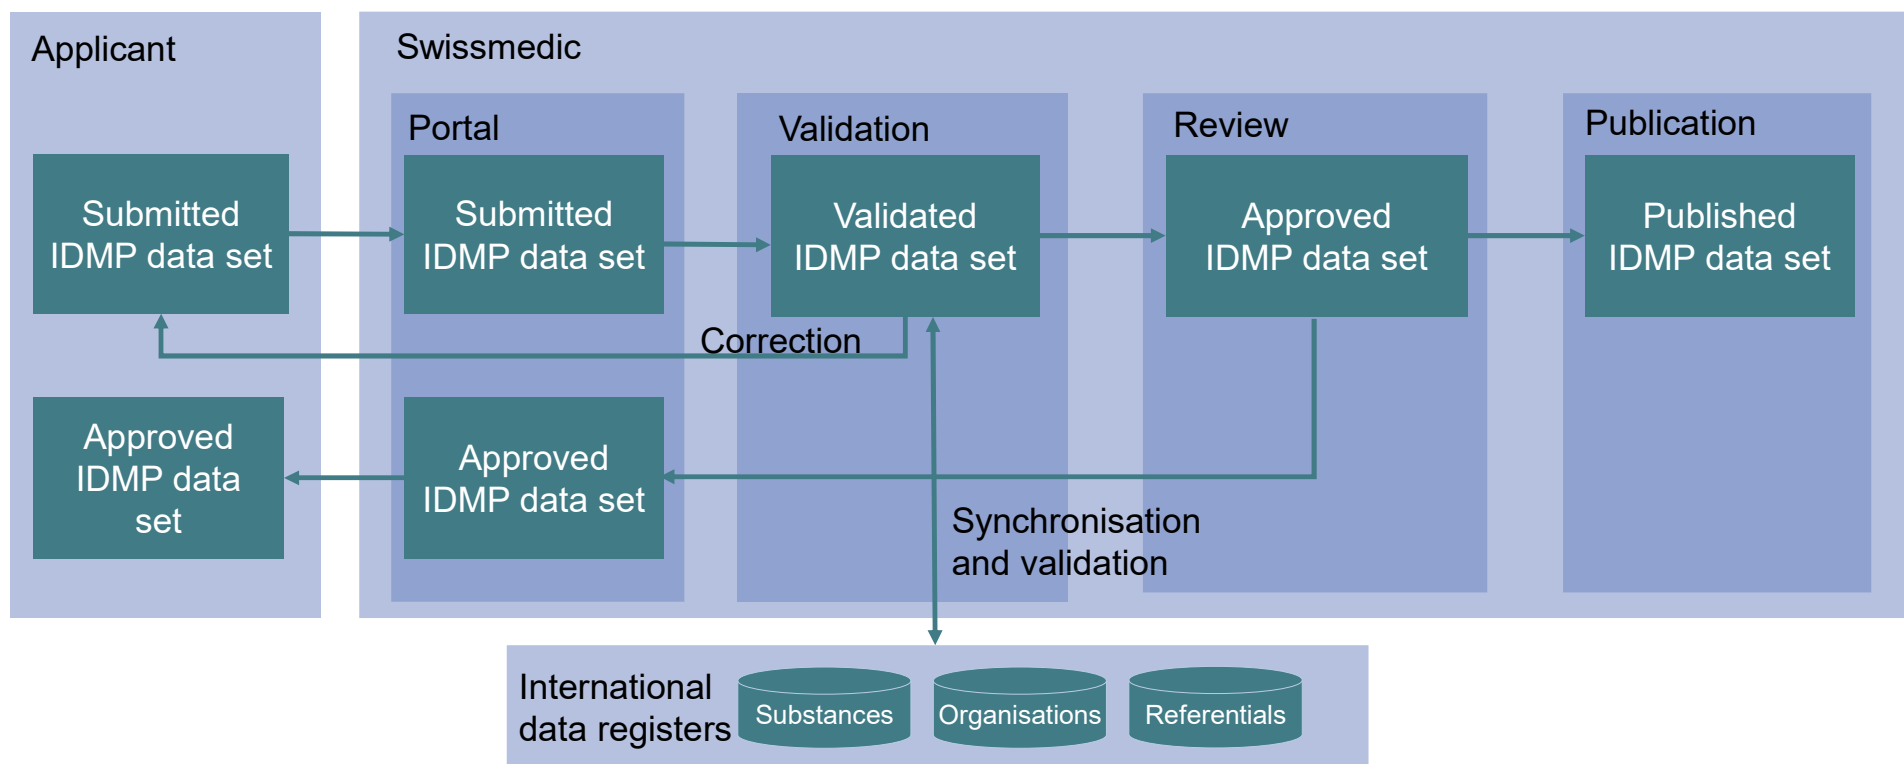 Applicant
Swissmedic
Portal
Validation
Review
Publication
Submitted
IDMP data set
Submitted
IDMP data set
Validated
IDMP data set
Approved
IDMP data set
Published
IDMP data set
Correction
Approved
IDMP data
set
Approved
IDMP data set
Synchronisation
and validation
International
data registers
Substances
Organisations
Referentials